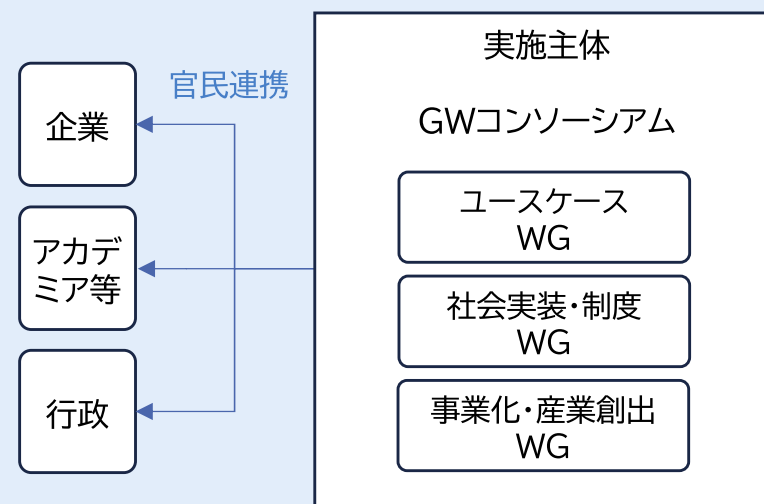 官民連携
企業
アカデ
ミア等
行政
実施主体
GWコンソーシアム
ユースケース
WG
社会実装・制度
WG
事業化・産業創出
WG